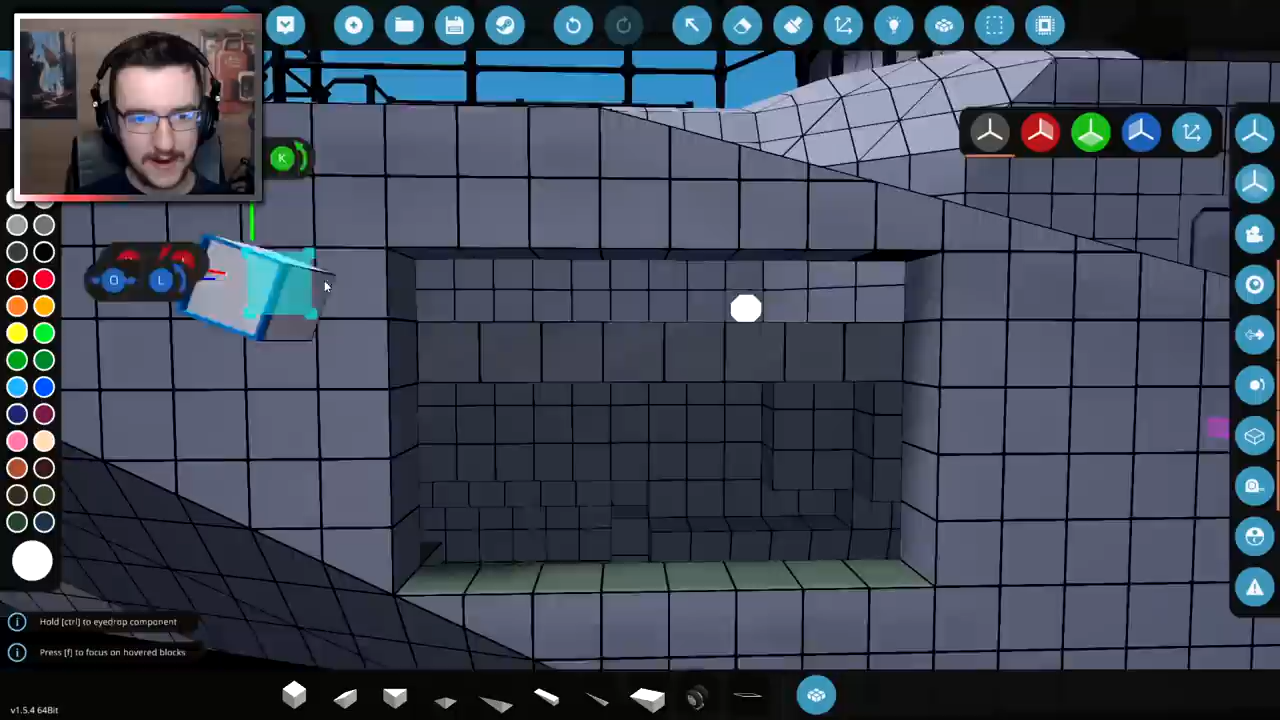 K
O
L
Hold [ctrl] to eyedrop component
Press [f] to focus on hovered blocks
v1.5.4 64Bit